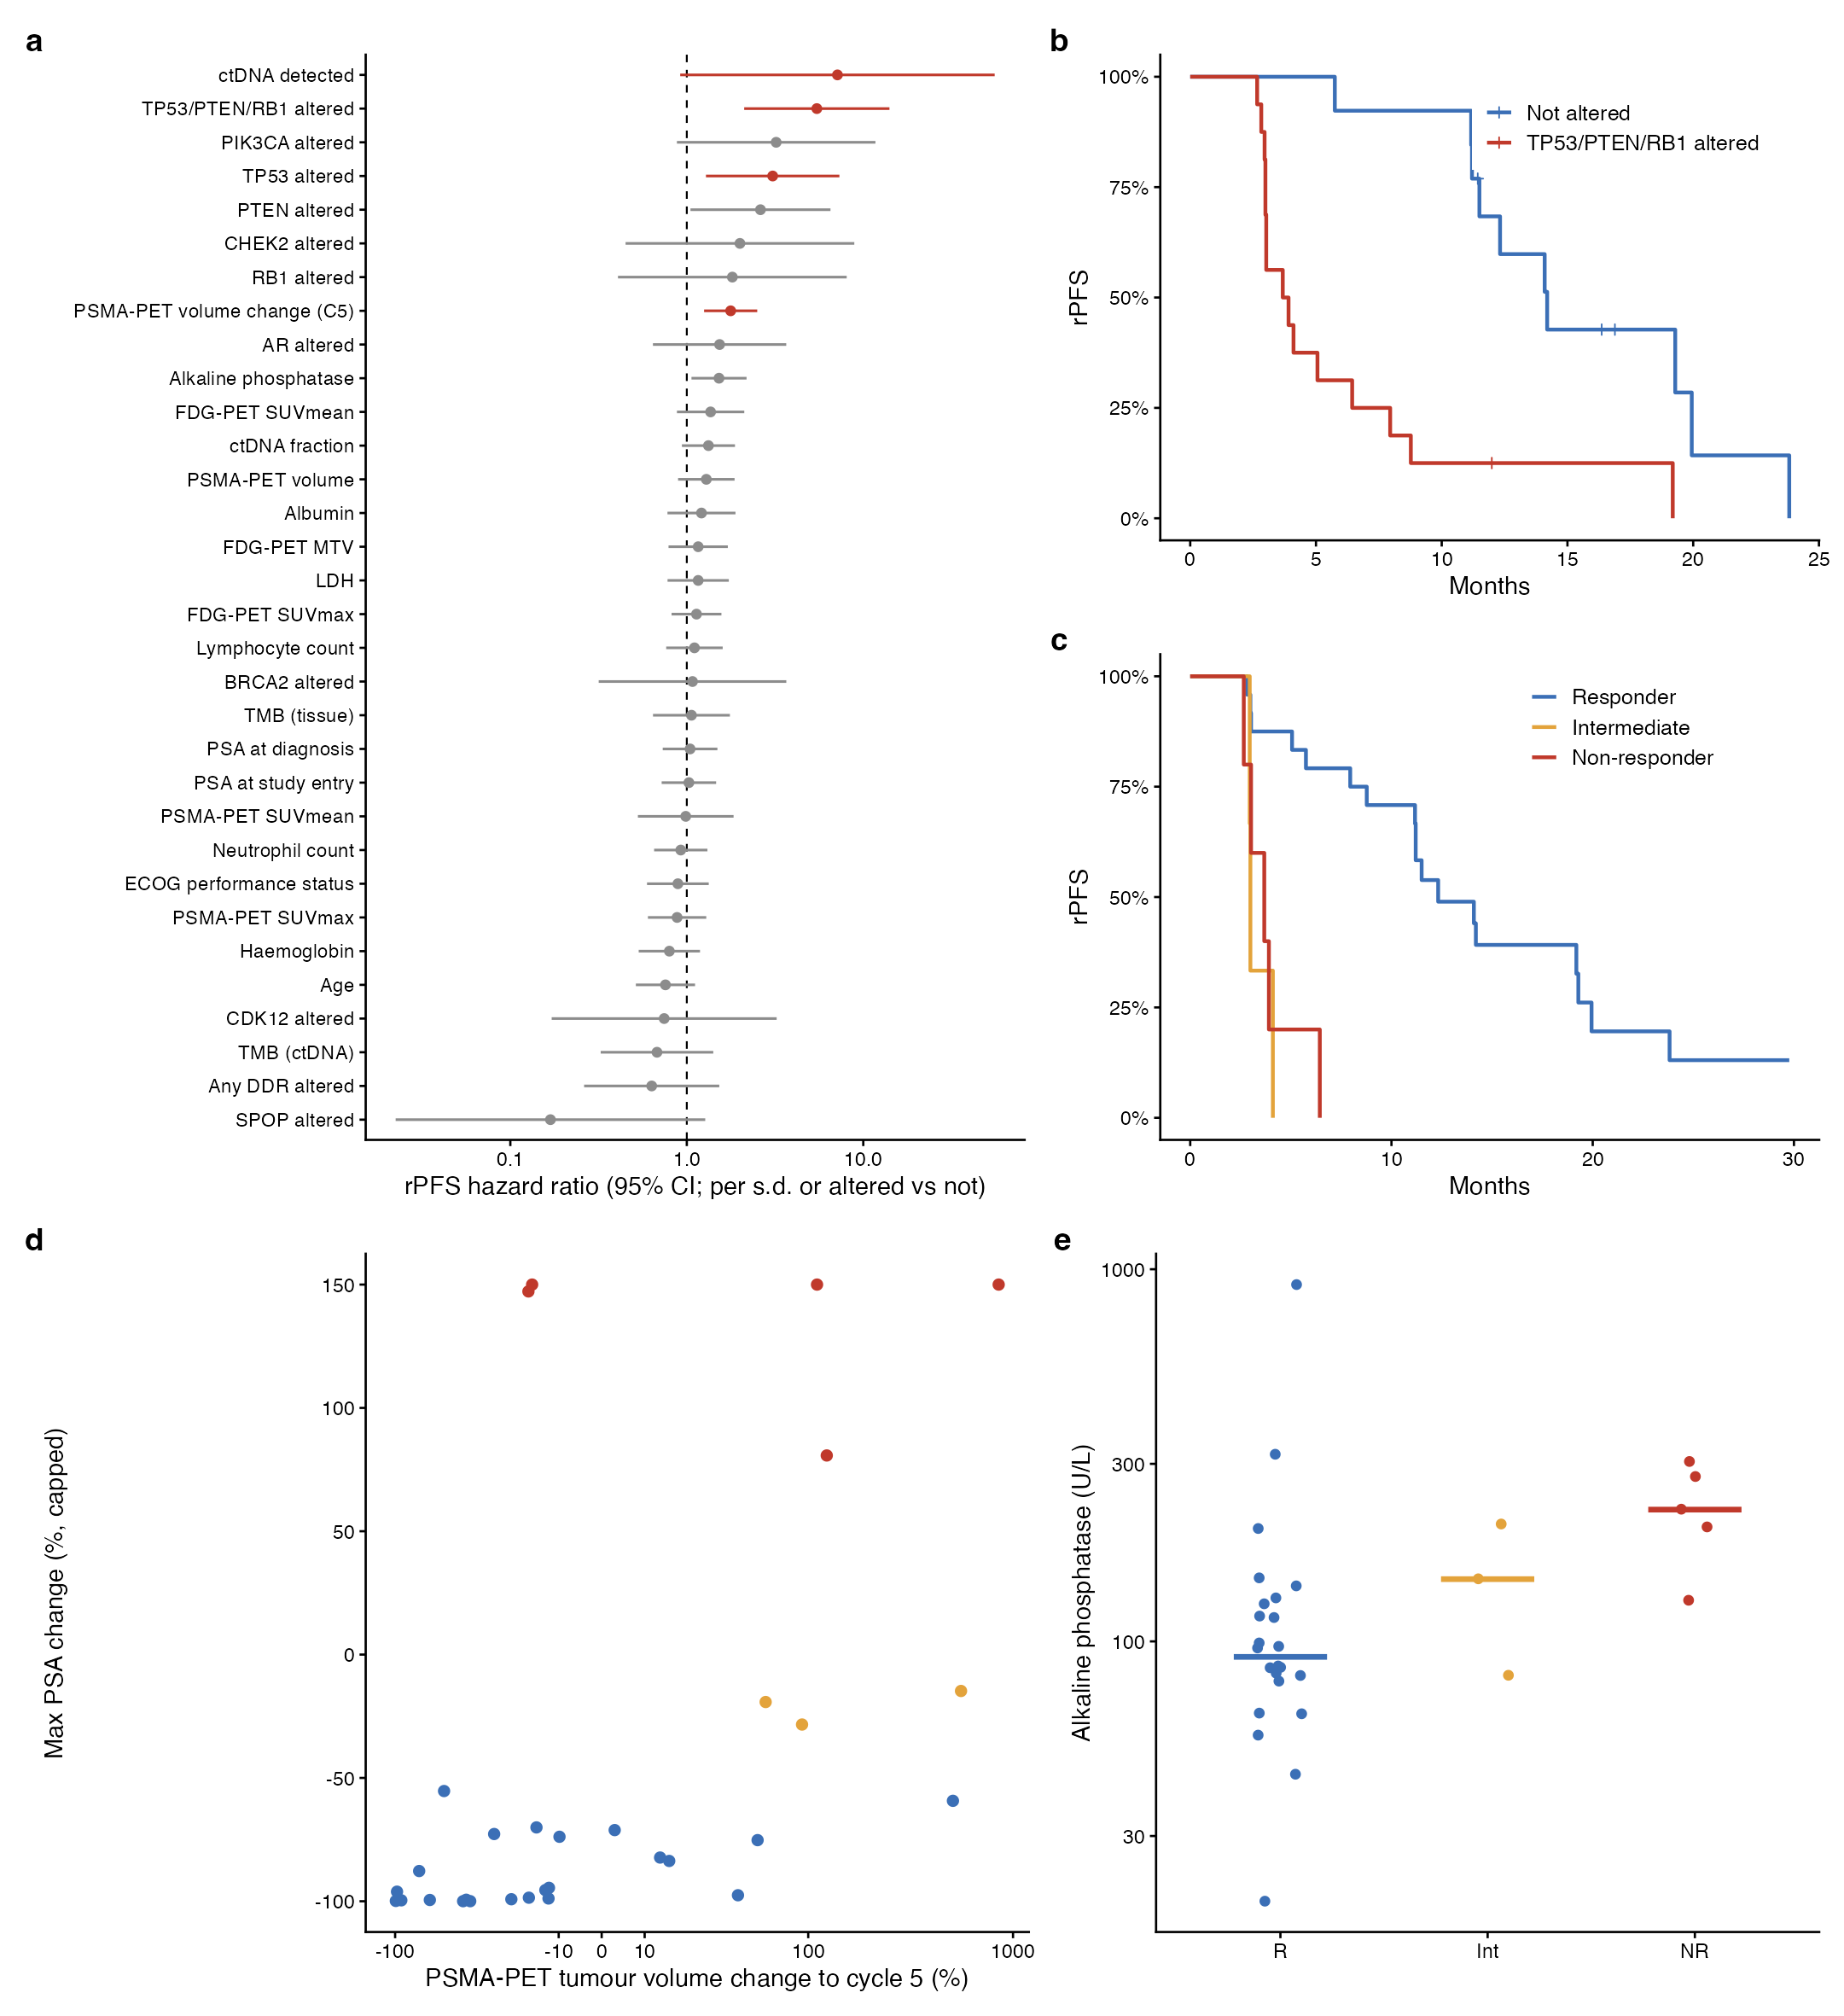 a
ctDNA detected
TP53/PTEN/RB1 altered
PIK3CA altered
TP53 altered
PTEN altered
CHEK2 altered
RB1 altered
PSMA-PET volume change (C5)
AR altered
Alkaline phosphatase
FDG-PET SUVmean
ctDNA fraction
PSMA-PET volume
Albumin
FDG-PET MTV
LDH
FDG-PET SUVmax
Lymphocyte count
BRCA2 altered
TMB (tissue)
PSA at diagnosis
PSA at study entry
PSMA-PET SUVmean
Neutrophil count
ECOG performance status
PSMA-PET SUVmax
Haemoglobin
Age
CDK12 altered
TMB (ctDNA)
Any DDR altered
SPOP altered
0.1 1.0 10.0
rPFS hazard ratio (95% CI; per s.d. or altered vs not)
b
100%
75%
50%
25%
0%
rPFS
Not altered
TP53/PTEN/RB1 altered
0 5 10 15 20 25
Months
c
100%
75%
50%
25%
0%
rPFS
Responder
Intermediate
Non-responder
0 10 20 30
Months
d
150
100
50
0
-50
-100
Max PSA change (%, capped)
-100 -10 0 10 100 1000
PSMA-PET tumour volume change to cycle 5 (%)
e
1000
300
100
30
Alkaline phosphatase (U/L)
R Int NR